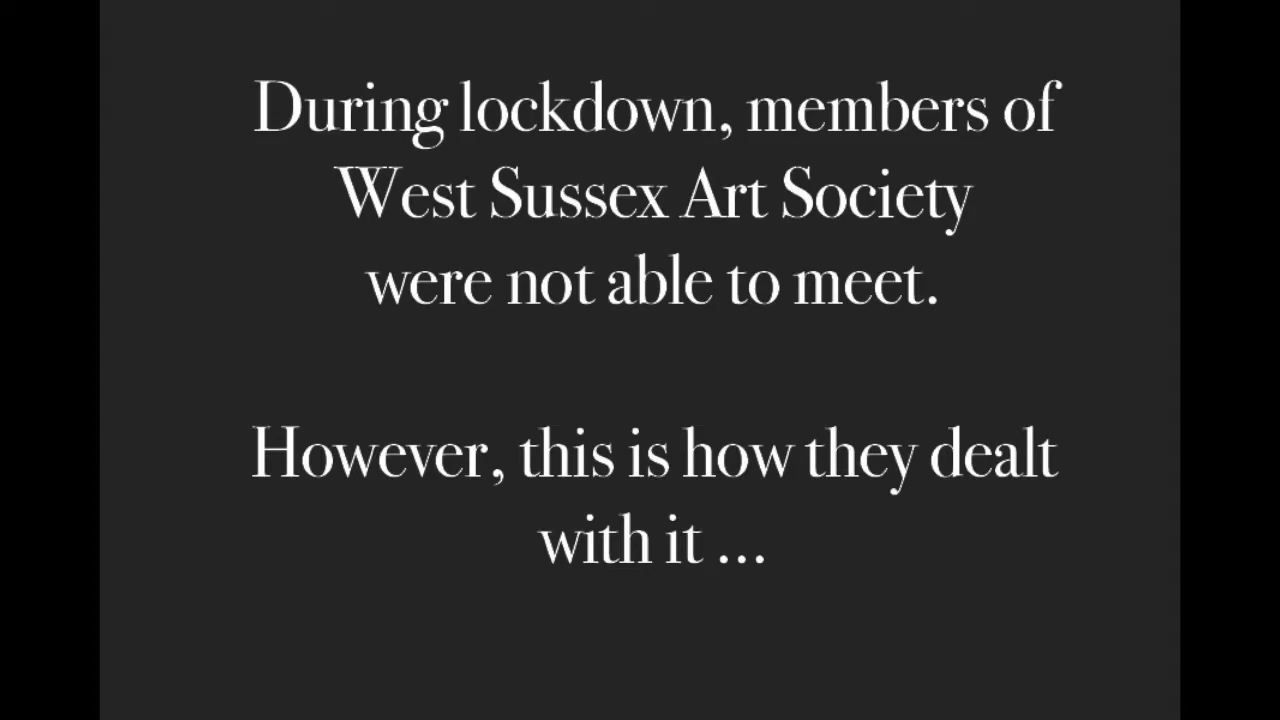 During lockdown, members of
West Sussex Art Society
were not able to meet.
However, this is how they dealt
with it ...